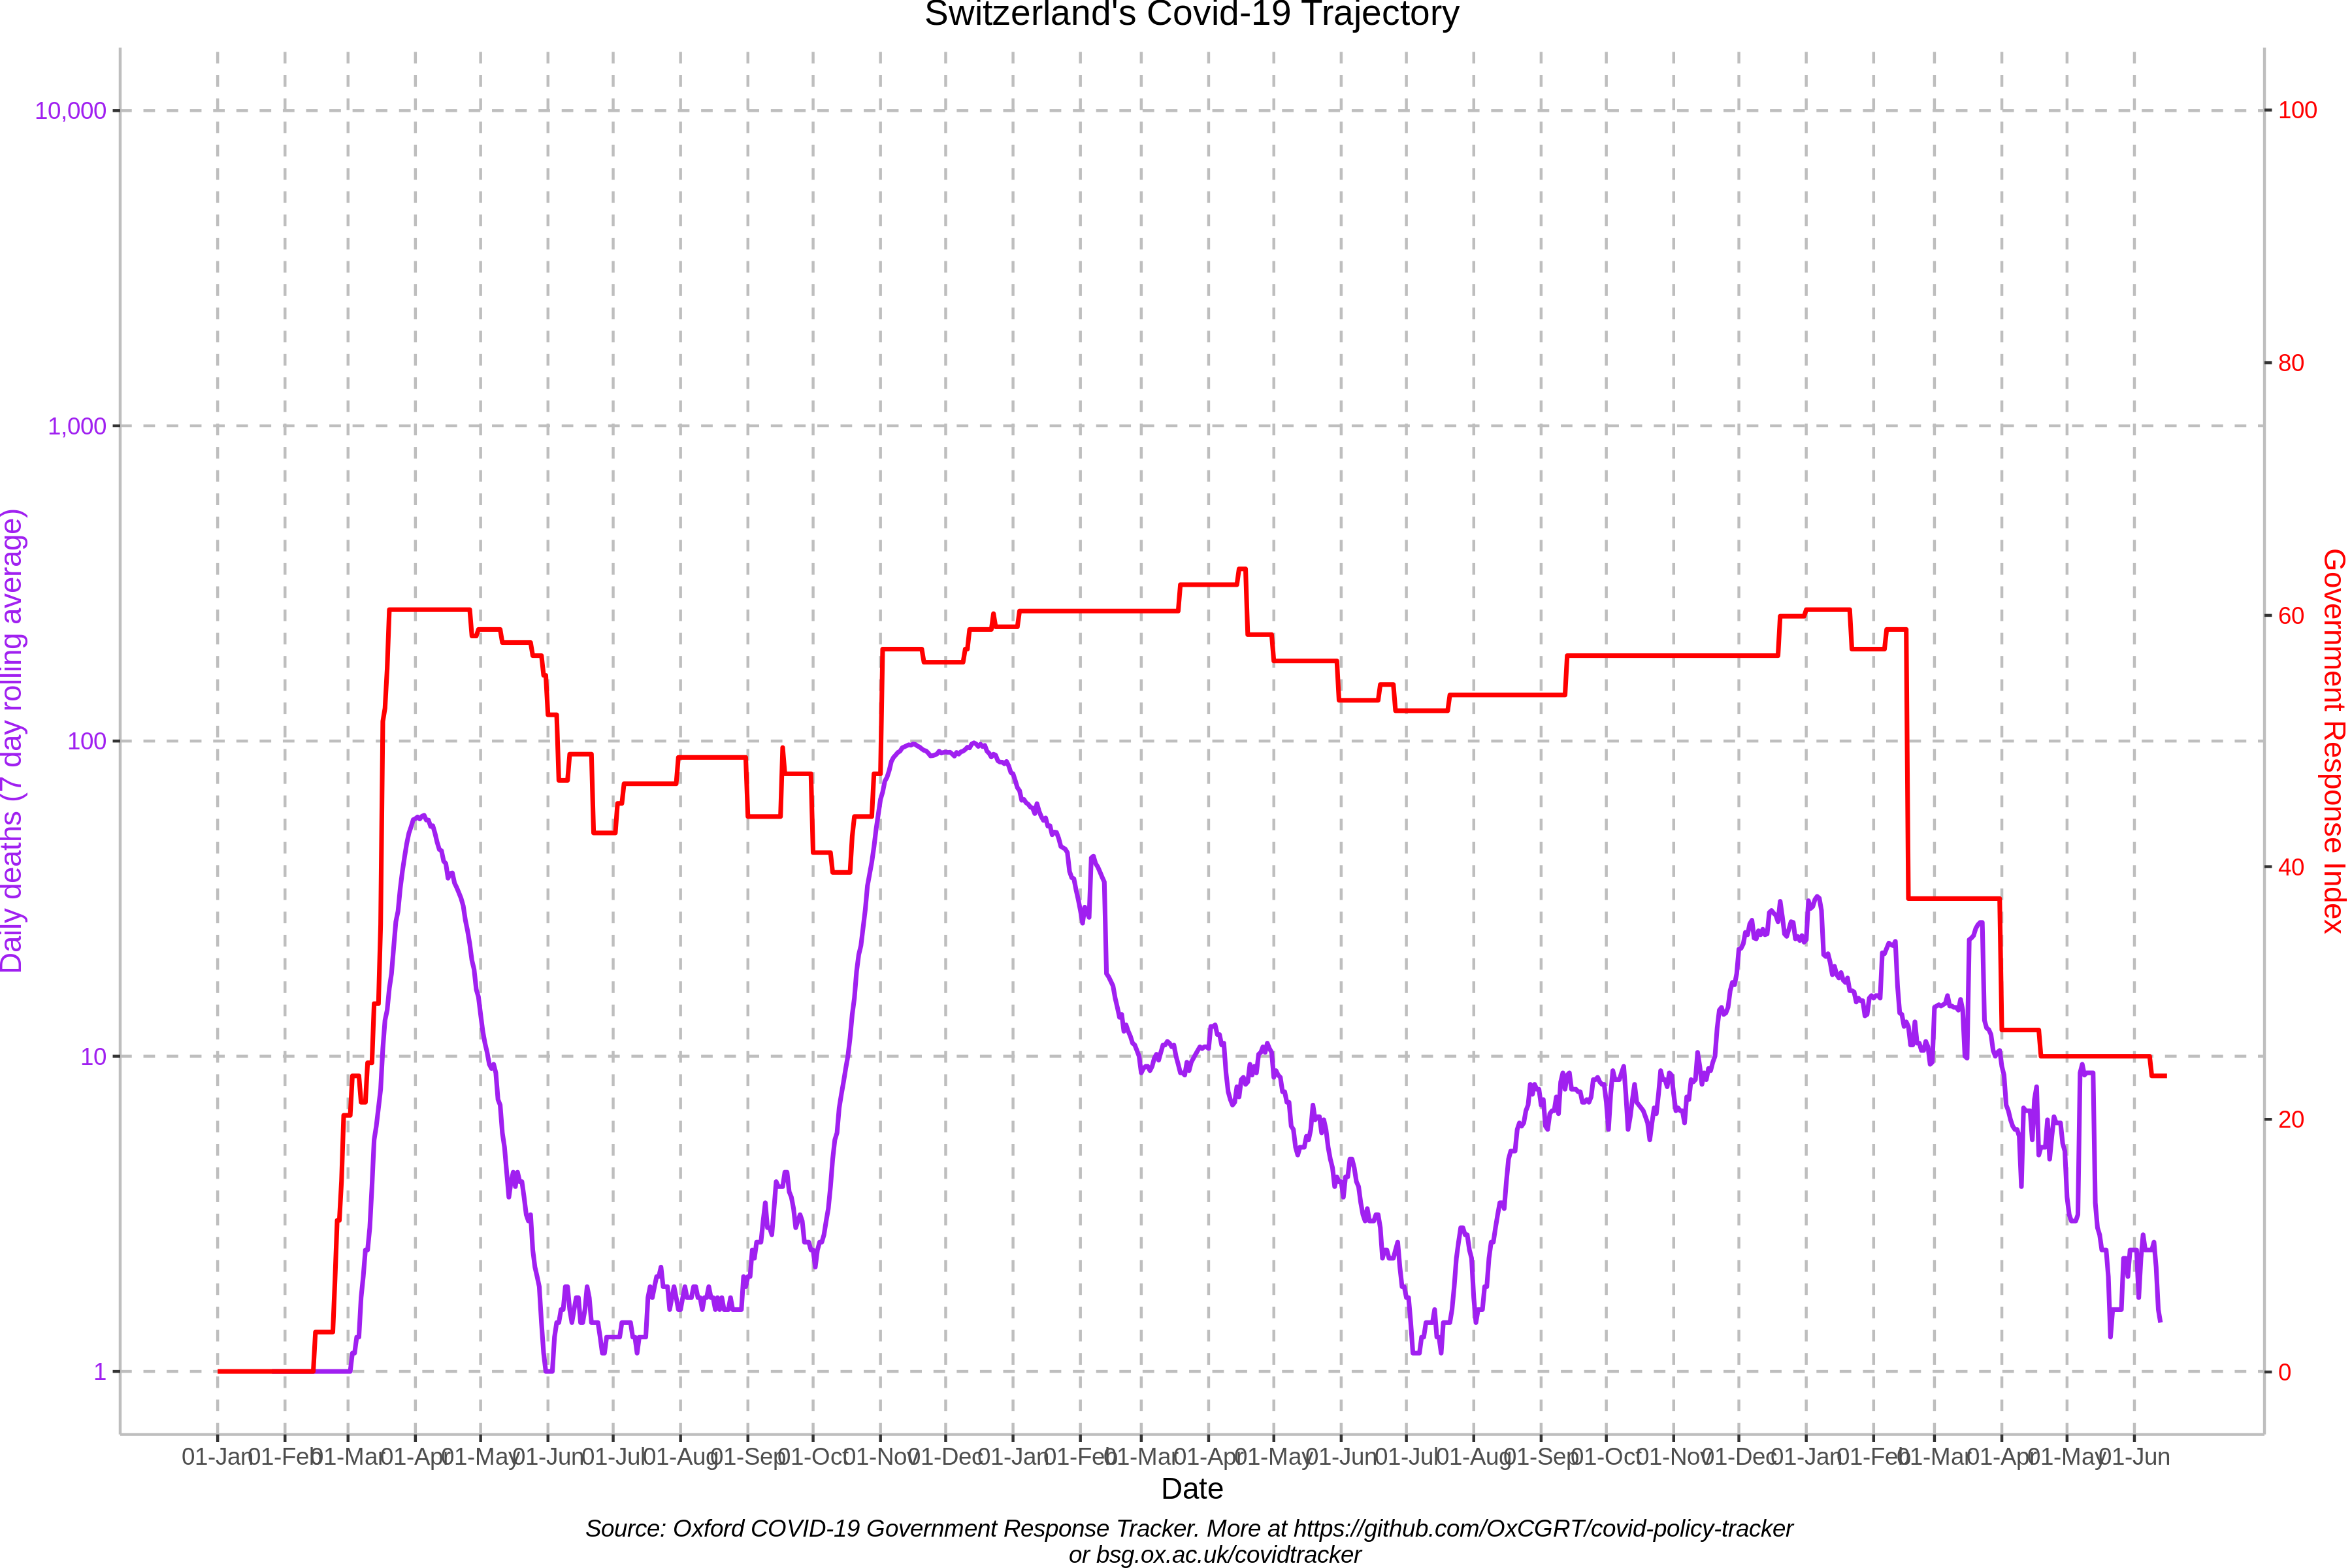 Switzerland's Covid-19 Trajectory
10,000
1,000
100
10
1
Daily deaths (7 day rolling average)
100
80
60
40
20
0
Government Response Index
01-Jan 01-Feb 01-Mar 01-Apr 01-May 01-Jun 01-Jul 01-Aug 01-Sep 01-Oct 01-Nov 01-Dec 01-Jan 01-Feb 01-Mar 01-Apr 01-May 01-Jun 01-Jul 01-Aug 01-Sep 01-Oct 01-Nov 01-Dec 01-Jan 01-Feb 01-Mar 01-Apr 01-May 01-Jun
Date
Source: Oxford COVID-19 Government Response Tracker. More at https://github.com/OxCGRT/covid-policy-tracker
or bsg.ox.ac.uk/covidtracker